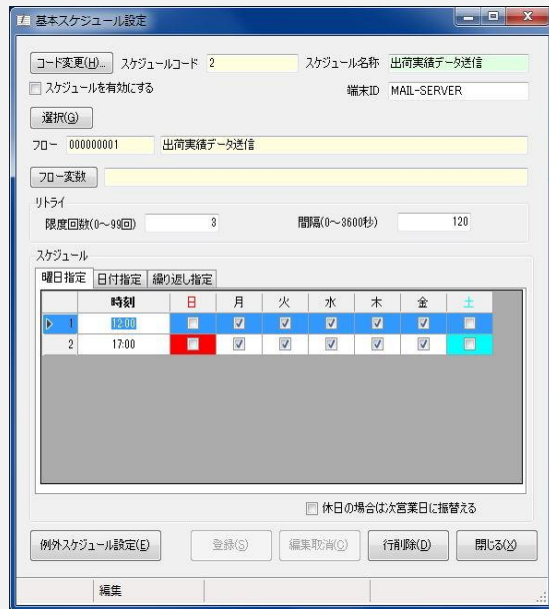 基本スケジュール設定
コード変更(H)... スケジュールコード 2 スケジュール名称 出荷実績データ送信
スケジュールを有効にする 端末ID MAIL-SERVER
選択(G)
フロー 000000001 出荷実績データ送信
フロー変数
リトライ
限度回数(0～99回) 3 間隔(0～3600秒) 120
スケジュール
曜日指定 日付指定 繰り返し指定
時刻 日 月 火 水 木 金 土
1 12:00
2 17:00
休日の場合は次営業日に振替える
例外スケジュール設定(E) 登録(S) 編集取消(C) 行削除(D) 閉じる(X)
編集